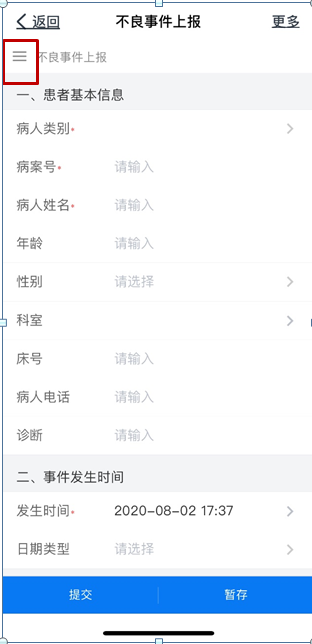 返回 不良事件上报 更多
不良事件上报
一、患者基本信息
病人类别*
病案号* 请输入
病人姓名* 请输入
年龄 请输入
性别 请选择
科室
床号 请输入
病人电话 请输入
诊断 请输入
二、事件发生时间
发生时间* 2020-08-02 17:37
日期类型 请选择
提交 暂存